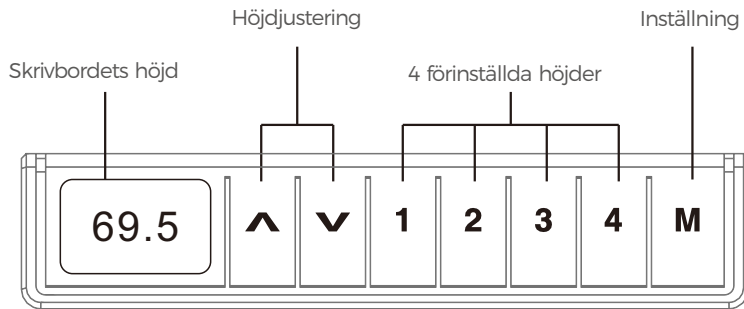 Höjdjustering
Inställning
Skrivbordets höjd
4 förinställda höjder
69.5 1 2 3 4 M